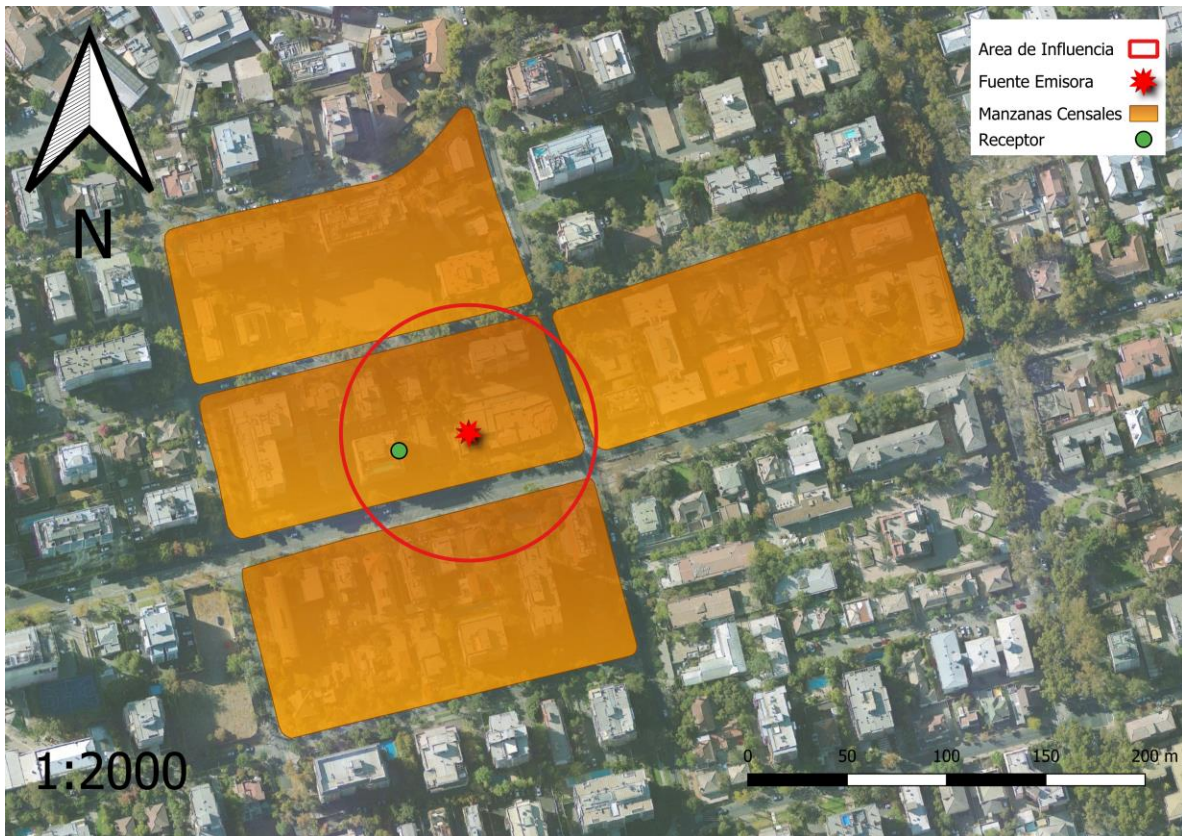 Area de Influencia
Fuente Emisora
Manzanas Censales
Receptor
N
1:2000
0 50 100 150 200 m